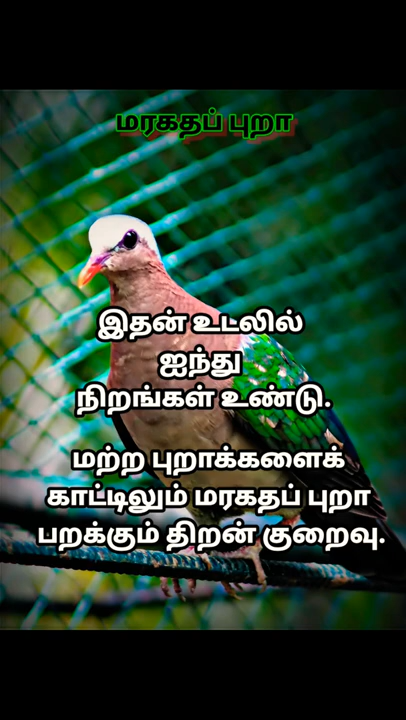 மரகதப் புறா
இதன் உடலில்
ஐந்து
நிறங்கள் உண்டு.
மற்ற புறாக்களைக்
காட்டிலும் மரகதப் புறா
பறக்கும் திறன் குறைவு.